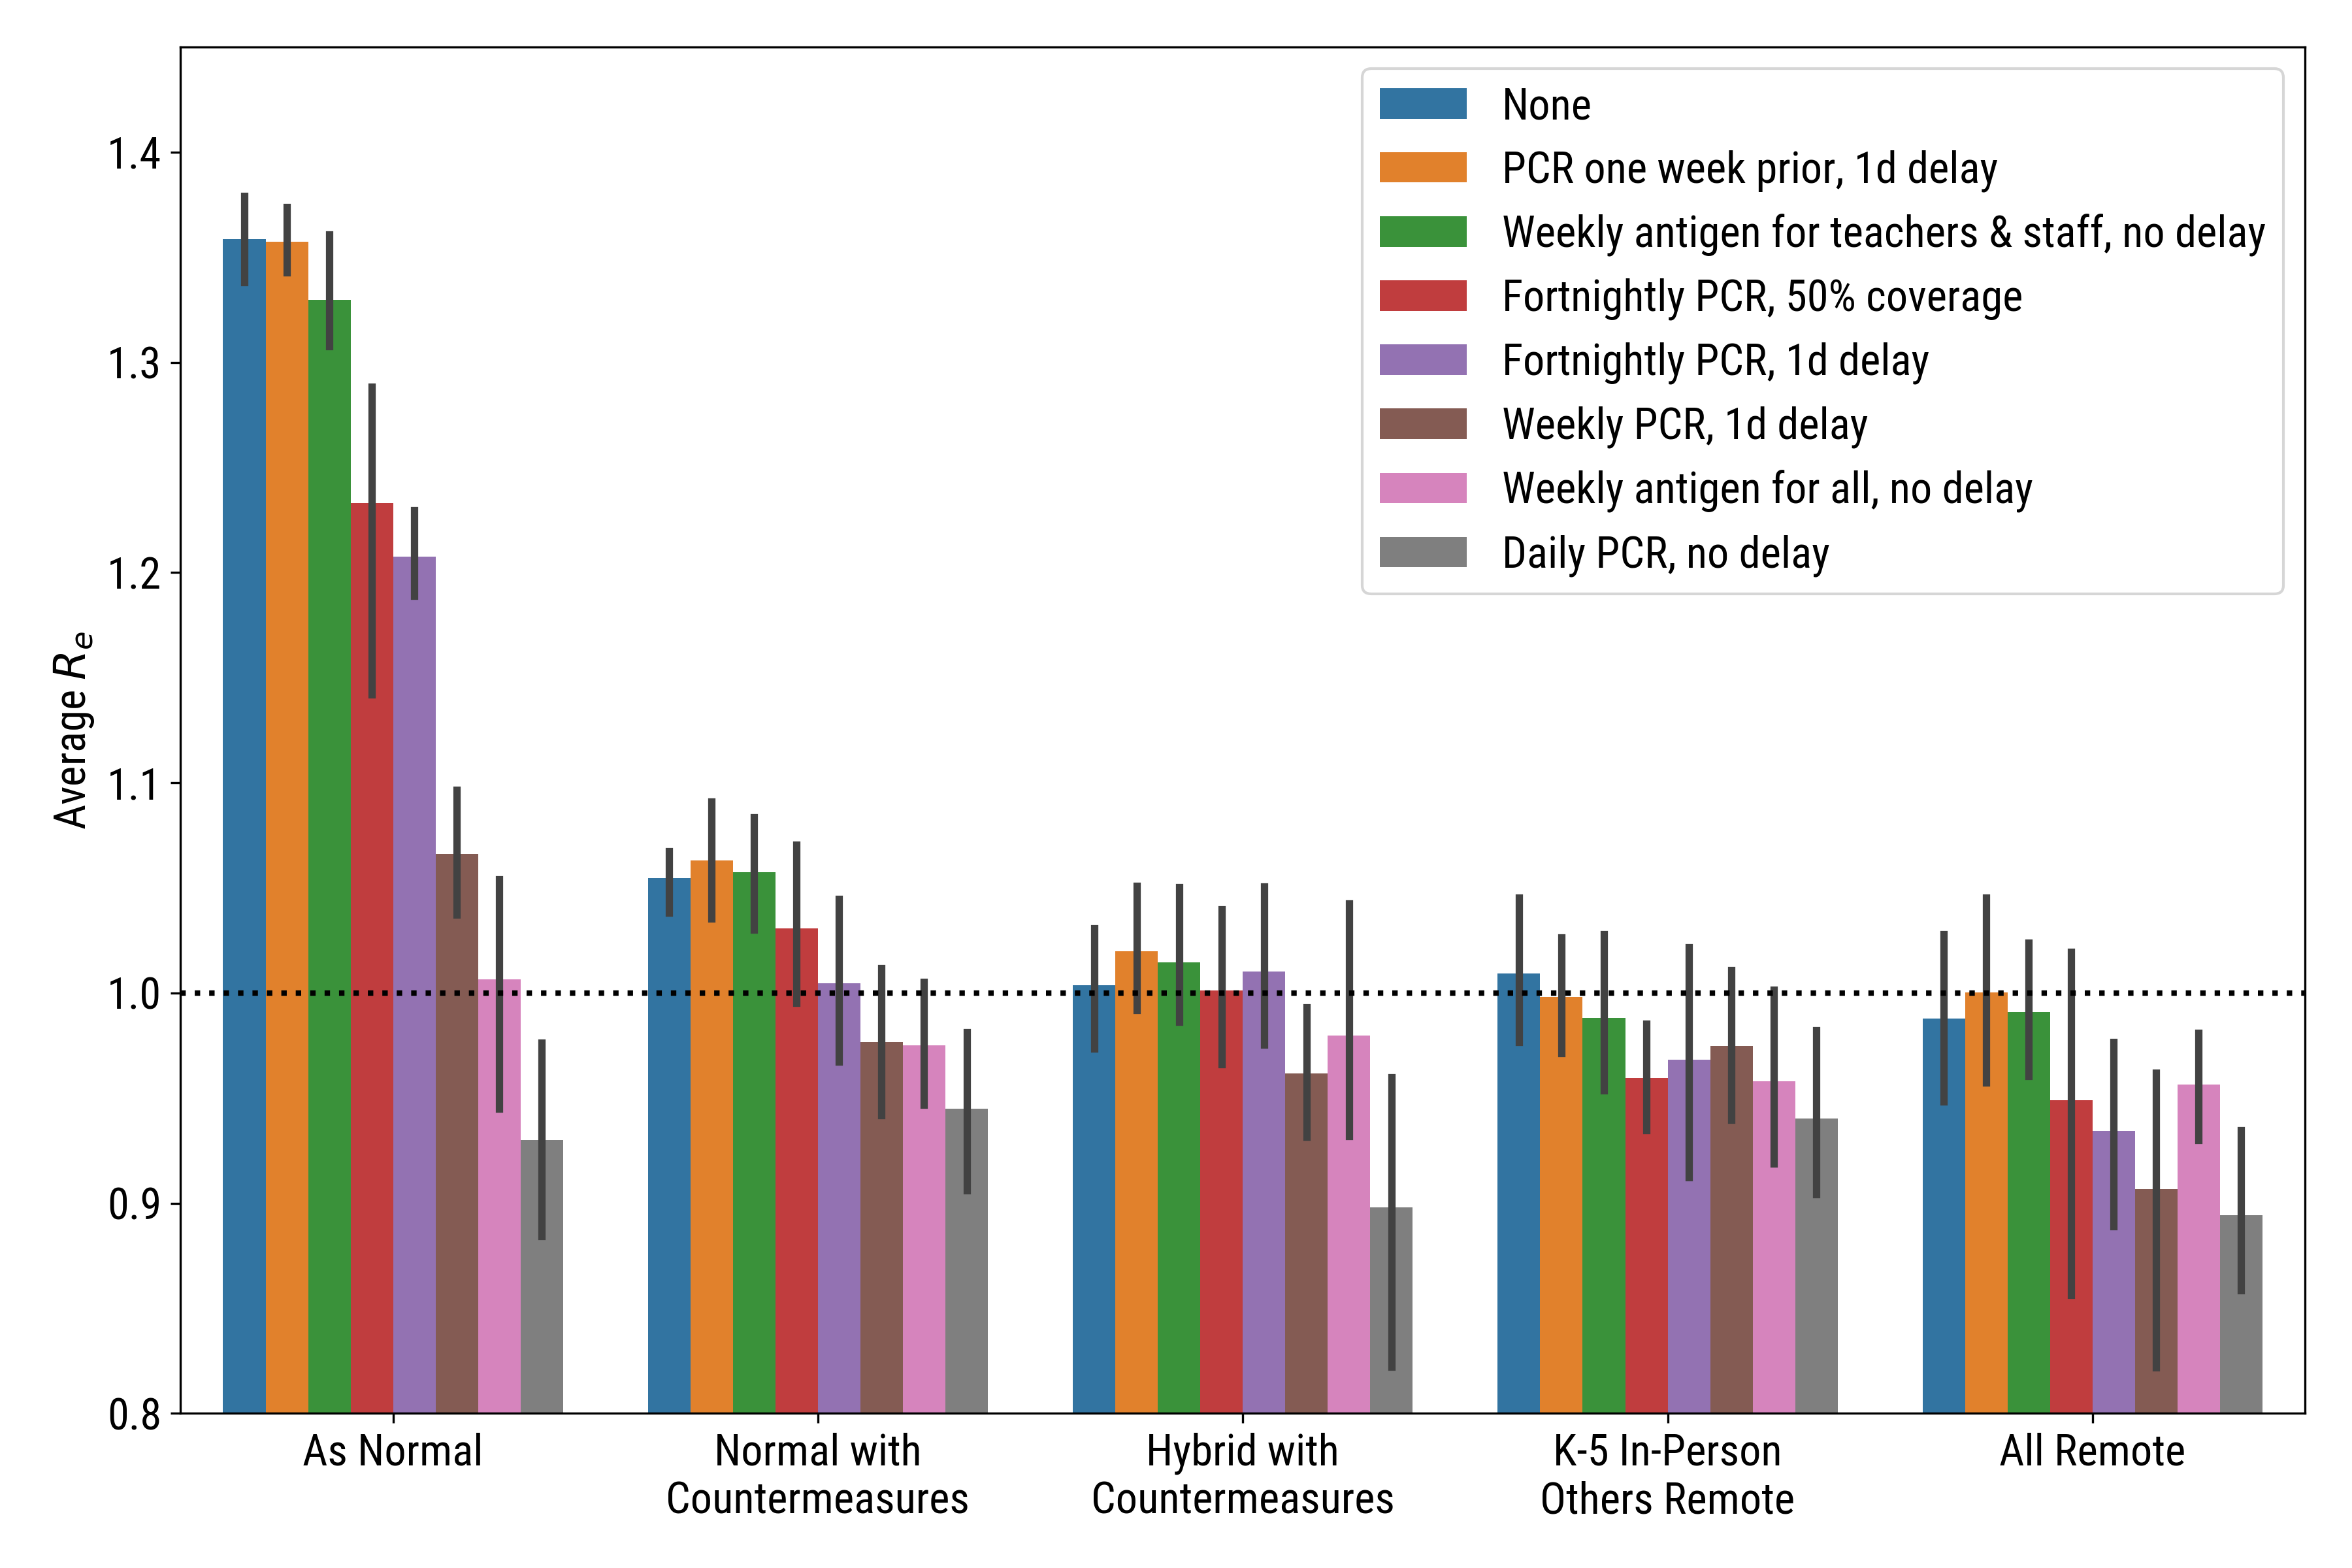 None
PCR one week prior, 1d delay
Weekly antigen for teachers & staff, no delay
Fortnightly PCR, 50% coverage
Fortnightly PCR, 1d delay
Weekly PCR, 1d delay
Weekly antigen for all, no delay
Daily PCR, no delay
Average Re
1.4
1.3
1.2
1.1
1.0
0.9
0.8
As Normal
Normal with
Countermeasures
Hybrid with
Countermeasures
K-5 In-Person
Others Remote
All Remote